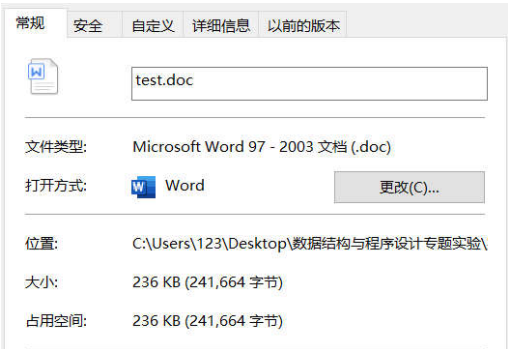 常规 安全 自定义 详细信息 以前的版本
test.doc
文件类型: Microsoft Word 97 - 2003 文档 (.doc)
打开方式: Word 更改(C)...
位置: C:\Users\123\Desktop\数据结构与程序设计专题实验\
大小: 236 KB (241,664 字节)
占用空间: 236 KB (241,664 字节)